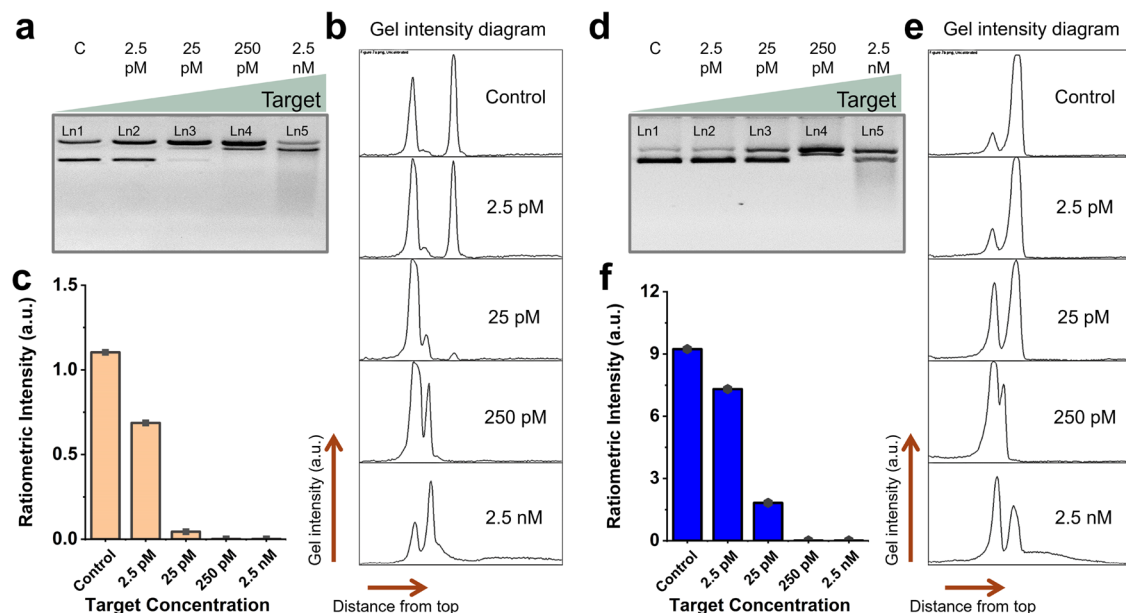 a
C
2.5
pM
25
pM
250
pM
2.5
nM
Target
Ln1
Ln2
Ln3
Ln4
Ln5
b
Gel intensity diagram
Control
2.5 pM
25 pM
250 pM
2.5 nM
Gel intensity (a.u.)
Distance from top
c
Ratiometric Intensity (a.u.)
1.5
1.0
0.5
0.0
Control
2.5 pM
25 pM
250 pM
2.5 nM
Target Concentration
d
C
2.5
pM
25
pM
250
pM
2.5
nM
Target
Ln1
Ln2
Ln3
Ln4
Ln5
e
Gel intensity diagram
Control
2.5 pM
25 pM
250 pM
2.5 nM
Gel intensity (a.u.)
Distance from top
f
Ratiometric Intensity (a.u.)
12
9
6
3
0
Control
2.5 pM
25 pM
250 pM
2.5 nM
Target Concentration